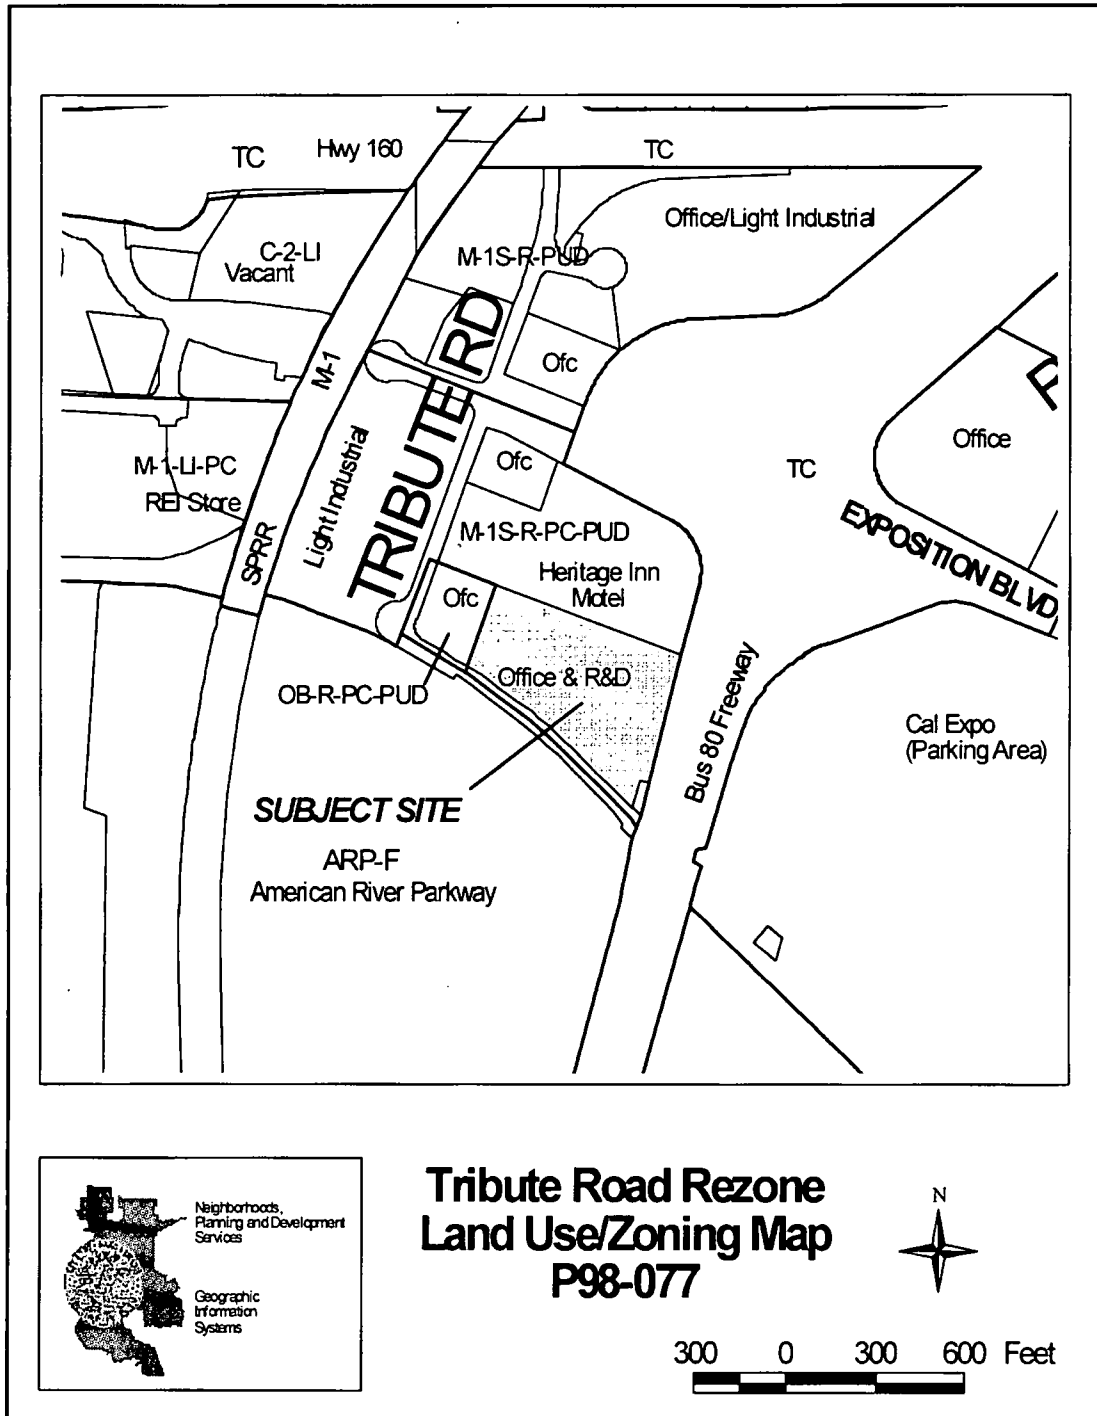 TC
Hwy 160
TC
Office/Light Industrial
C-2-LI
Vacant
M-1S-R-PUD
M-1
Ofc
TRIBUTE RD
Office
Ofc
TC
M-1-LI-PC
REI Store
Light Industrial
EXPOSITION BLVD
SPRR
M-1S-R-PC-PUD
Heritage Inn
Motel
Ofc
Office & R&D
OB-R-PC-PUD
Bus 80 Freeway
Cal Expo
(Parking Area)
SUBJECT SITE
ARP-F
American River Parkway
Neighborhoods,
Planning and Development
Services
Geographic
Information
Systems
Tribute Road Rezone
Land Use/Zoning Map
P98-077
N
300 0 300 600 Feet